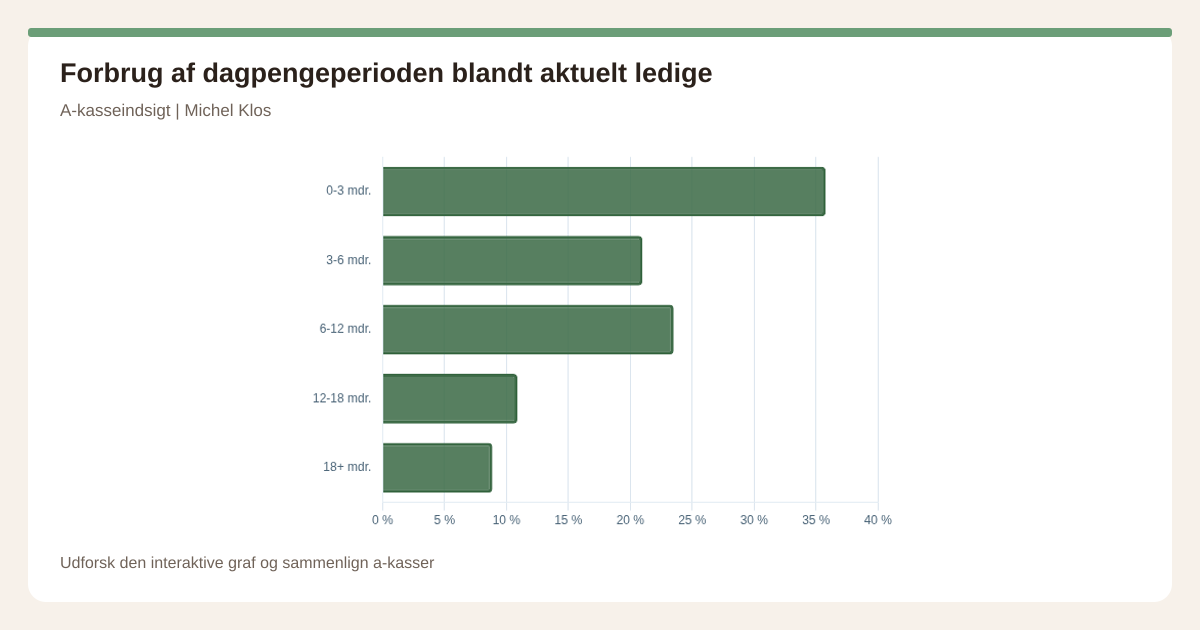 Forbrug af dagpengeperioden blandt aktuelt ledige
A-kasseindsigt | Michel Klos
0-3 mdr.
3-6 mdr.
6-12 mdr.
12-18 mdr.
18+ mdr.
0 % 5 % 10 % 15 % 20 % 25 % 30 % 35 % 40 %
Udforsk den interaktive graf og sammenlign a-kasser